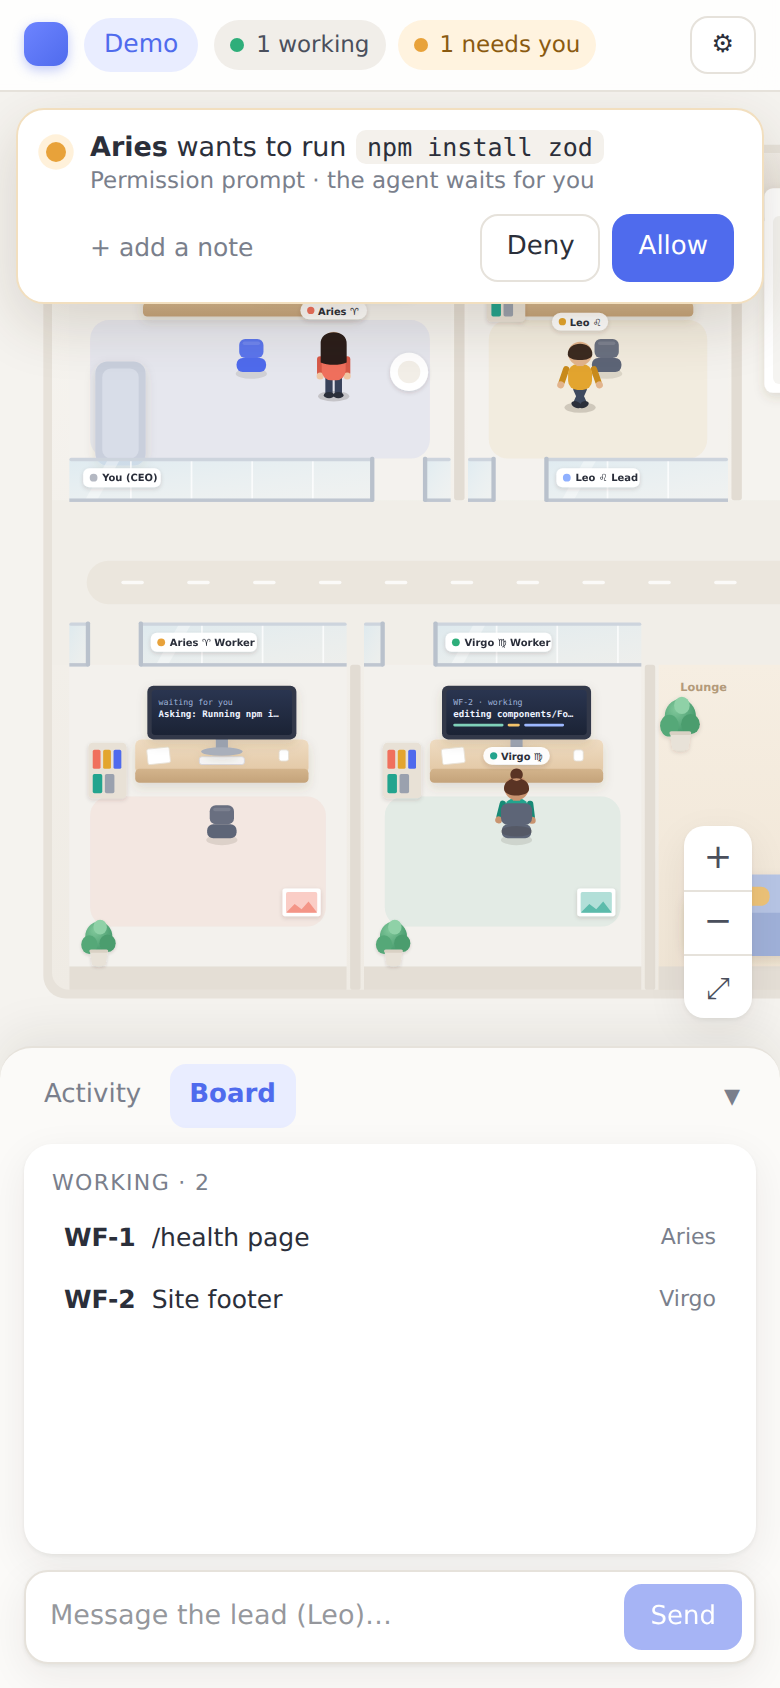 Demo
1 working
1 needs you
Aries wants to run npm install zod
Permission prompt · the agent waits for you
+ add a note
Deny
Allow
Aries ♈
Leo ♌
You (CEO)
Leo ♌ Lead
Aries ♈ Worker
Virgo ♍ Worker
Lounge
waiting for you
Asking: Running npm i…
WF-2 · working
editing components/Fo…
Virgo ♍
Activity
Board
WORKING · 2
WF-1 /health page Aries
WF-2 Site footer Virgo
Message the lead (Leo)…
Send